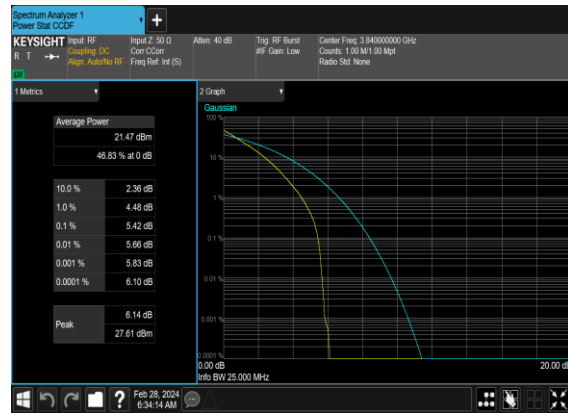 Spectrum Analyzer 1
Power Stat CCDF
+
KEYSIGHT
R T
LXI
Input: RF
Coupling: DC
Align: Auto/No RF
Input Z: 50 Ω
Corr CCorr
Freq Ref: Int (S)
Atten: 40 dB
Trig: RF Burst
#IF Gain: Low
Center Freq: 3.840000000 GHz
Counts: 1.00 M/1.00 Mpt
Radio Std: None
1 Metrics
Average Power
21.47 dBm
46.83 % at 0 dB
10.0 % 2.36 dB
1.0 % 4.48 dB
0.1 % 5.42 dB
0.01 % 5.66 dB
0.001 % 5.83 dB
0.0001 % 6.10 dB
Peak
6.14 dB
27.61 dBm
2 Graph
Gaussian
100 %
10 %
1 %
0.1 %
0.01 %
0.001 %
0.0001 %
0.00 dB
20.00 dB
Info BW 25.000 MHz
?
Feb 28, 2024
6:34:14 AM